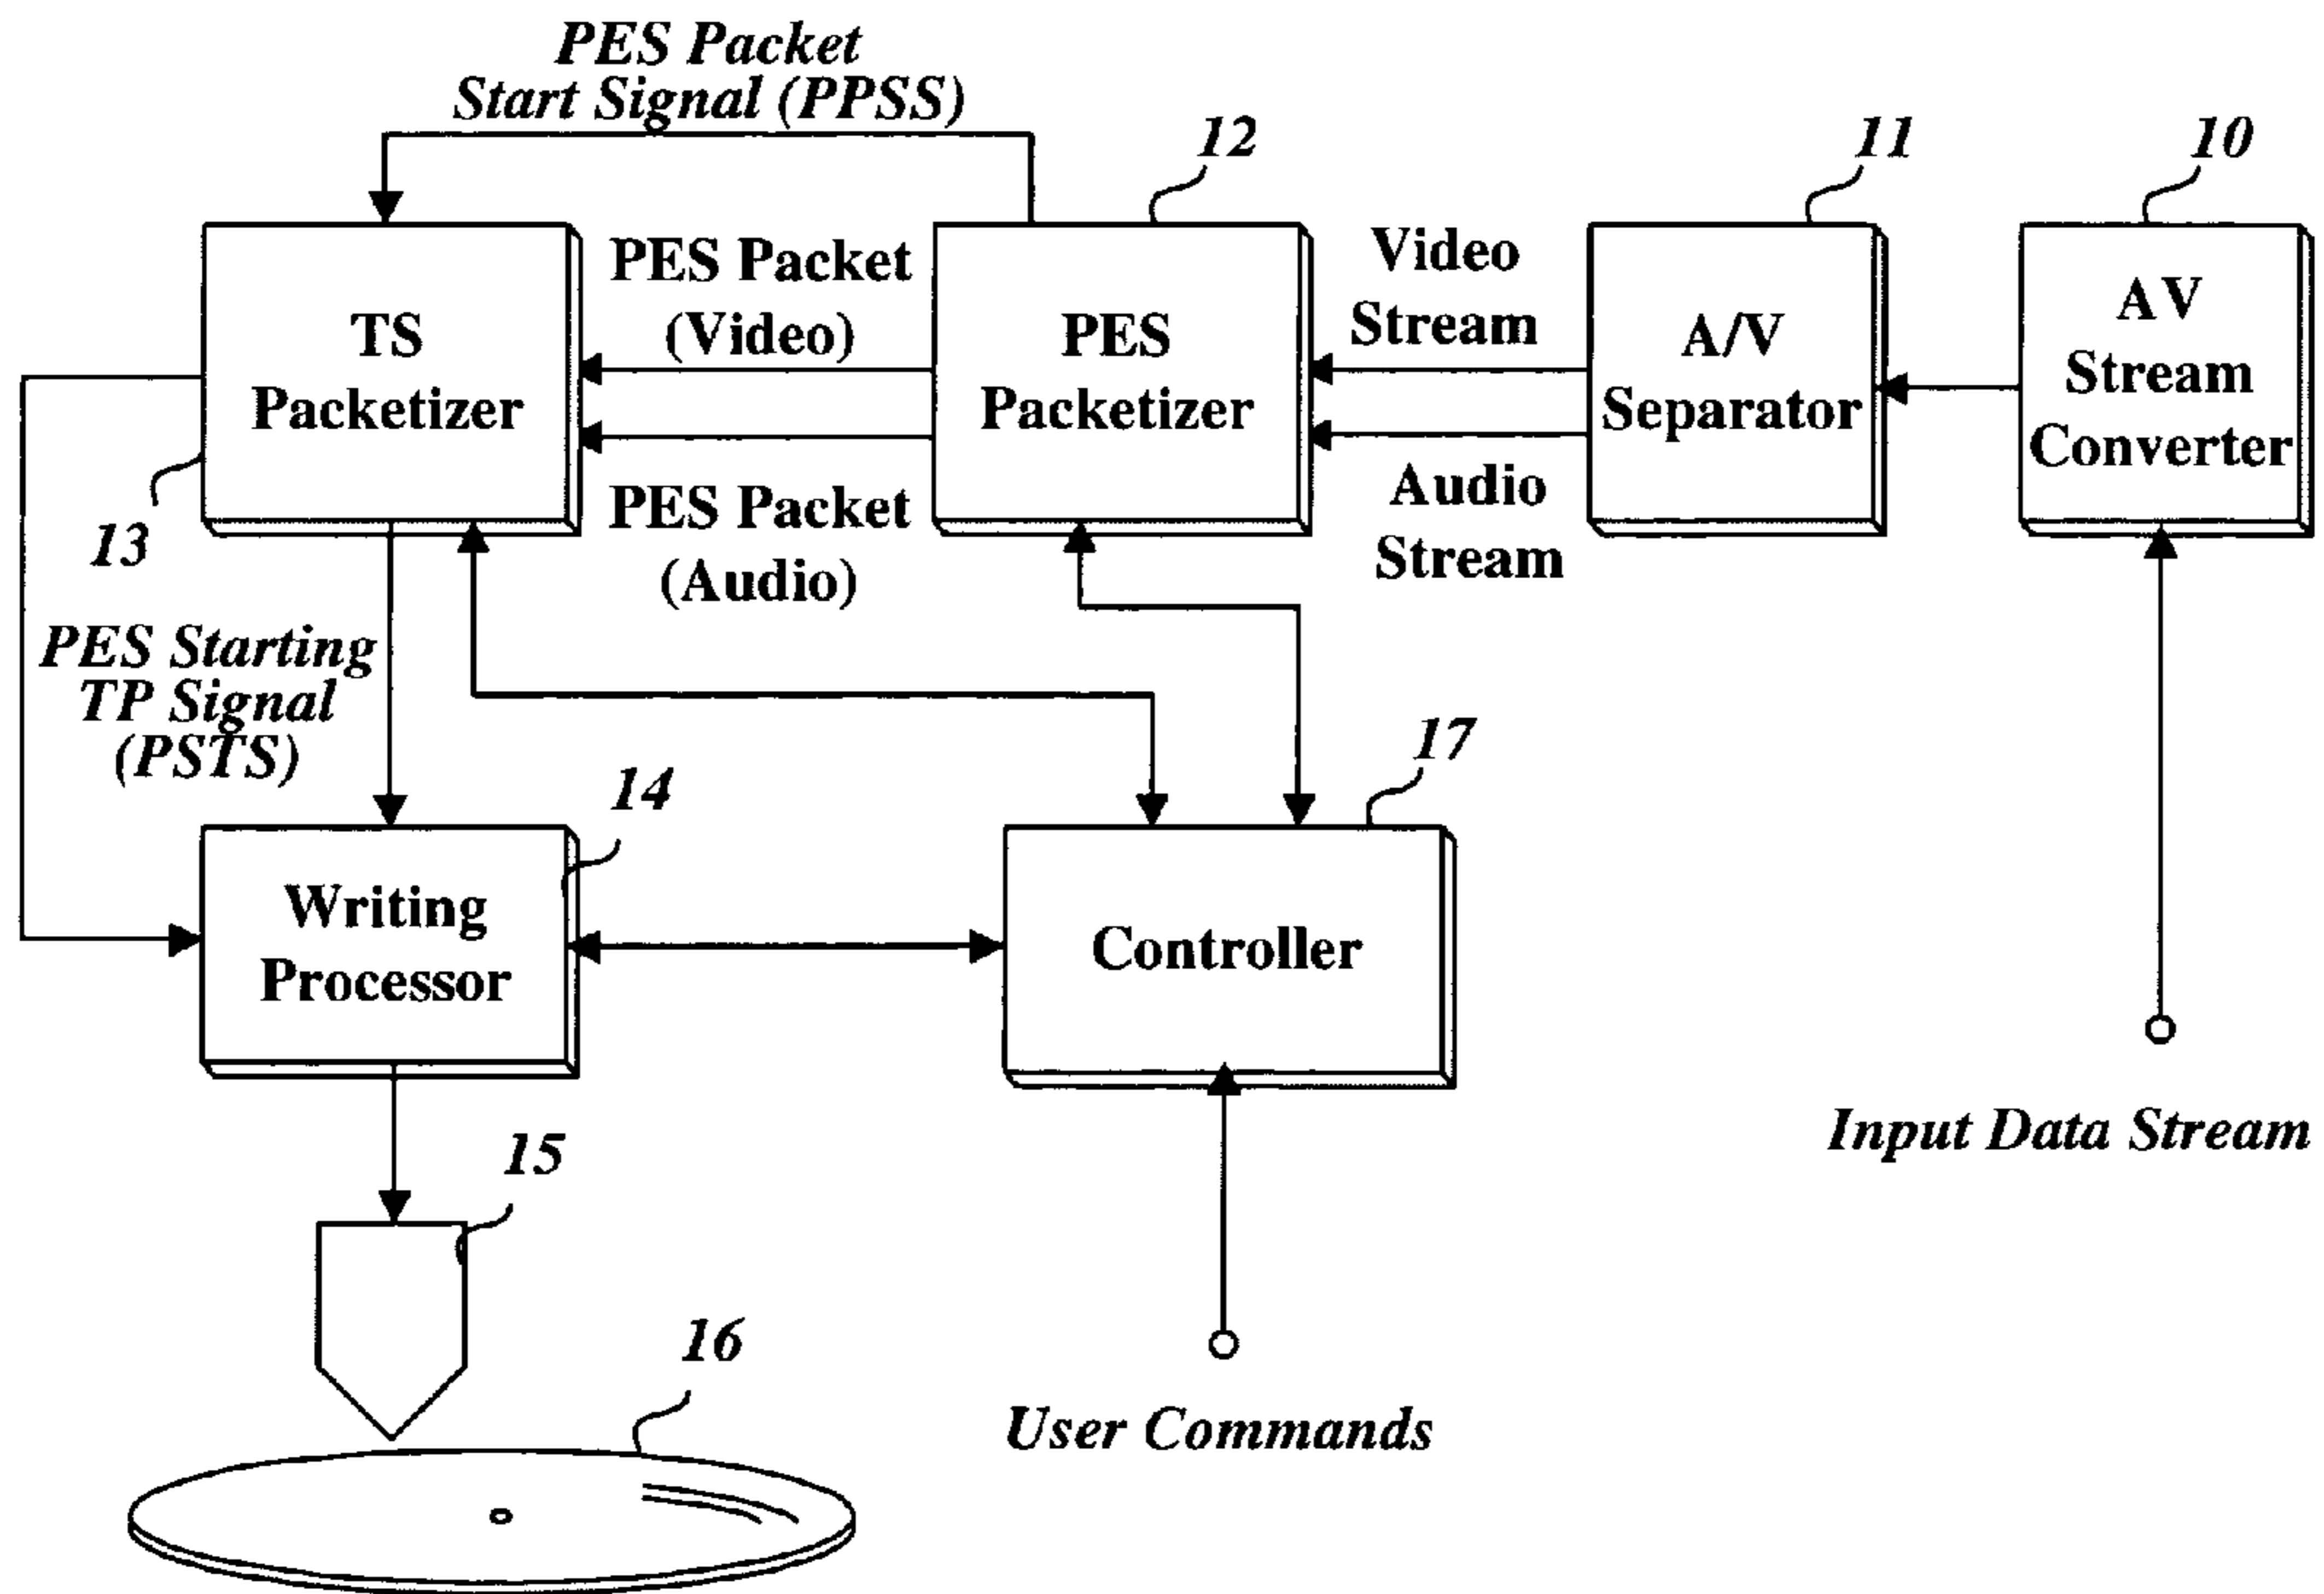 PES Packet
Start Signal (PPSS)
12
11
10
TS
Packetizer
PES Packet
(Video)
PES Packet
(Audio)
PES
Packetizer
Video
Stream
Audio
Stream
A/V
Separator
AV
Stream
Converter
13
PES Starting
TP Signal
(PSTS)
14
17
Writing
Processor
Controller
15
Input Data Stream
16
User Commands